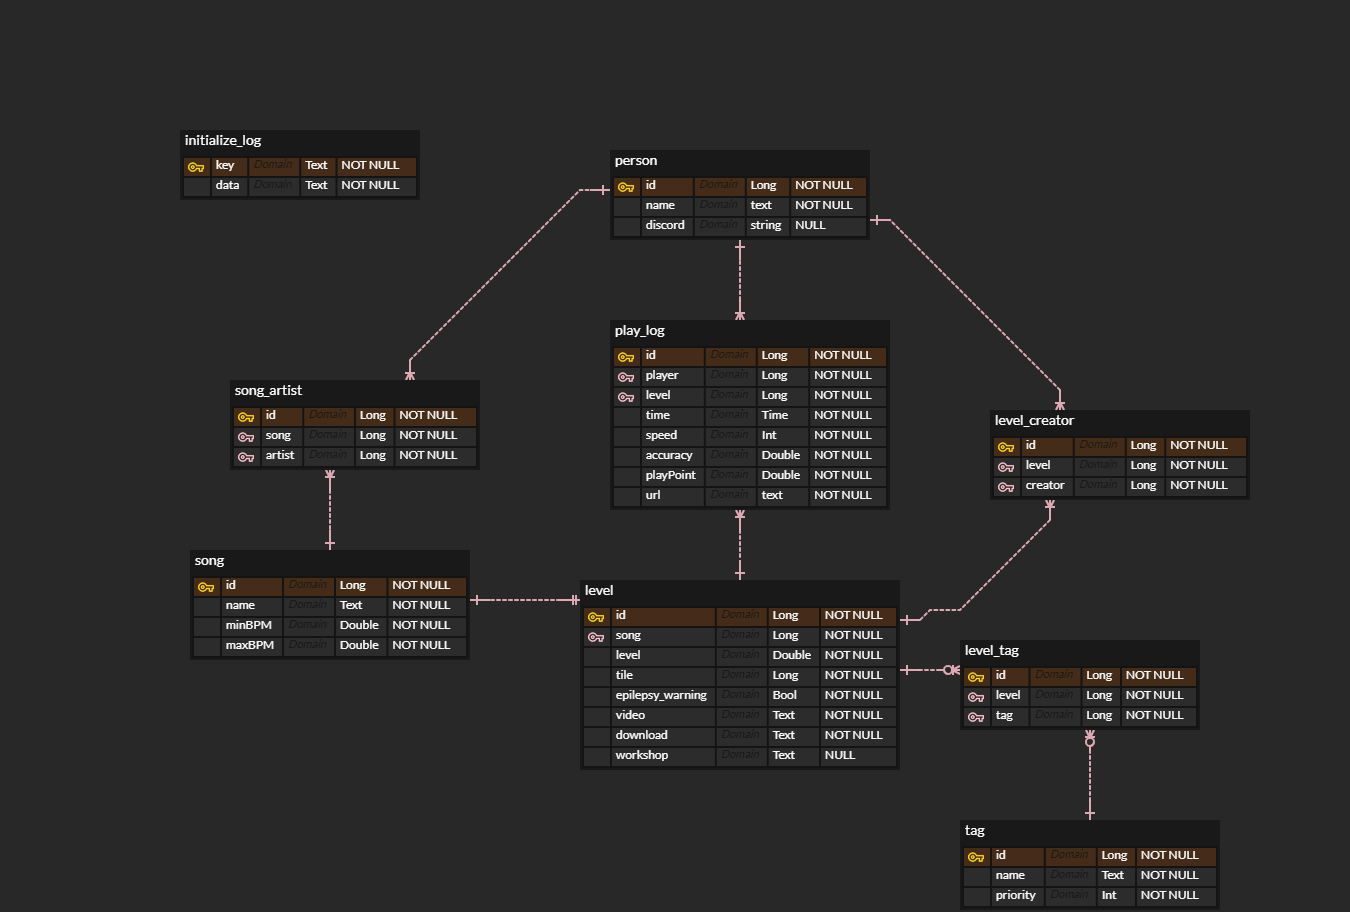 initialize_log
key Domain Text NOT NULL
data Domain Text NOT NULL
person
id Domain Long NOT NULL
name Domain text NOT NULL
discord Domain string NULL
play_log
id Domain Long NOT NULL
player Domain Long NOT NULL
level Domain Long NOT NULL
time Domain Time NOT NULL
speed Domain Int NOT NULL
accuracy Domain Double NOT NULL
playPoint Domain Double NOT NULL
url Domain text NOT NULL
song_artist
id Domain Long NOT NULL
song Domain Long NOT NULL
artist Domain Long NOT NULL
level_creator
id Domain Long NOT NULL
level Domain Long NOT NULL
creator Domain Long NOT NULL
song
id Domain Long NOT NULL
name Domain Text NOT NULL
minBPM Domain Double NOT NULL
maxBPM Domain Double NOT NULL
level
id Domain Long NOT NULL
song Domain Long NOT NULL
level Domain Double NOT NULL
tile Domain Long NOT NULL
epilepsy_warning Domain Bool NOT NULL
video Domain Text NOT NULL
download Domain Text NOT NULL
workshop Domain Text NULL
level_tag
id Domain Long NOT NULL
level Domain Long NOT NULL
tag Domain Long NOT NULL
tag
id Domain Long NOT NULL
name Domain Text NOT NULL
priority Domain Int NOT NULL